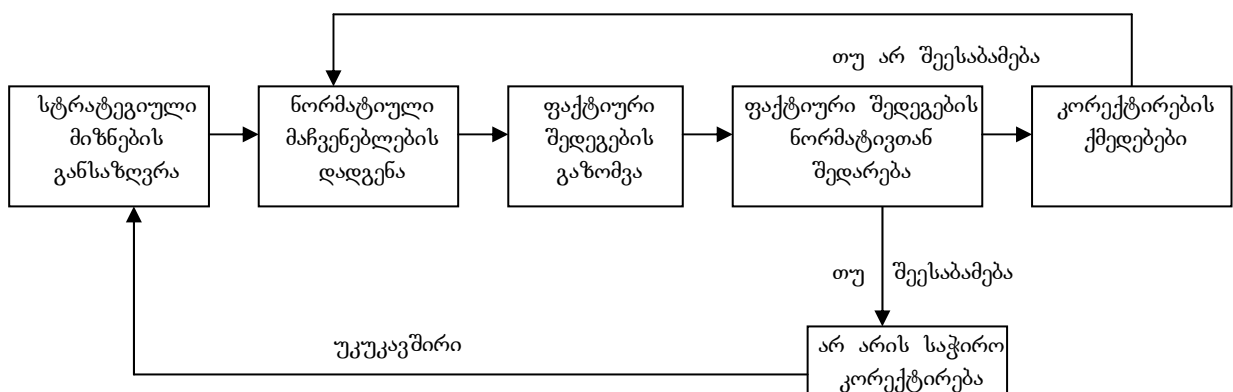 თუ არ შეესაბამება
სტრატეგიული
მიზნების
განსაზღვრა
ნორმატიული
მაჩვენებლების
დადგენა
ფაქტიური
შედეგების
გაზომვა
ფაქტიური შედეგების
ნორმატივთან
შედარება
კორექტირების
ქმედებები
თუ შეესაბამება
უკუკავშირი
არ არის საჭირო
კორექტირება